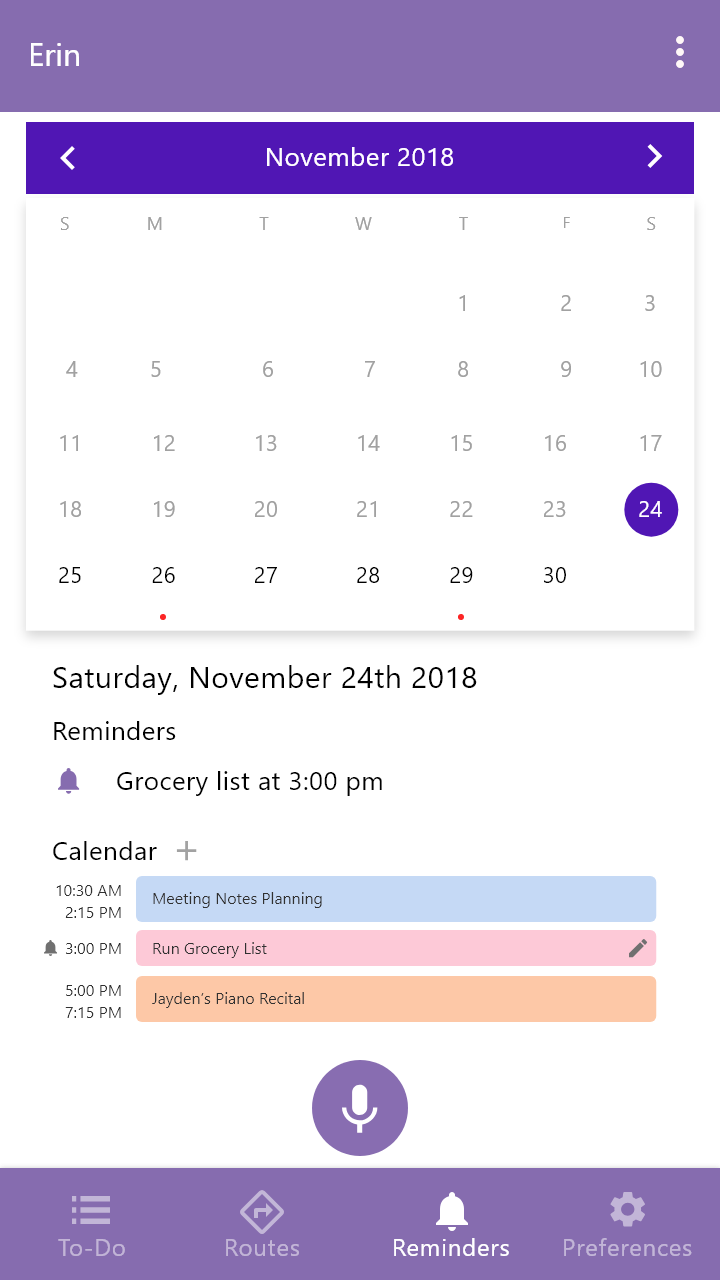 Erin
November 2018
S M T W T F S
1 2 3
4 5 6 7 8 9 10
11 12 13 14 15 16 17
18 19 20 21 22 23 24
25 26 27 28 29 30
Saturday, November 24th 2018
Reminders
Grocery list at 3:00 pm
Calendar
10:30 AM
2:15 PM
Meeting Notes Planning
3:00 PM Run Grocery List
5:00 PM
7:15 PM
Jayden's Piano Recital
To-Do Routes Reminders Preferences